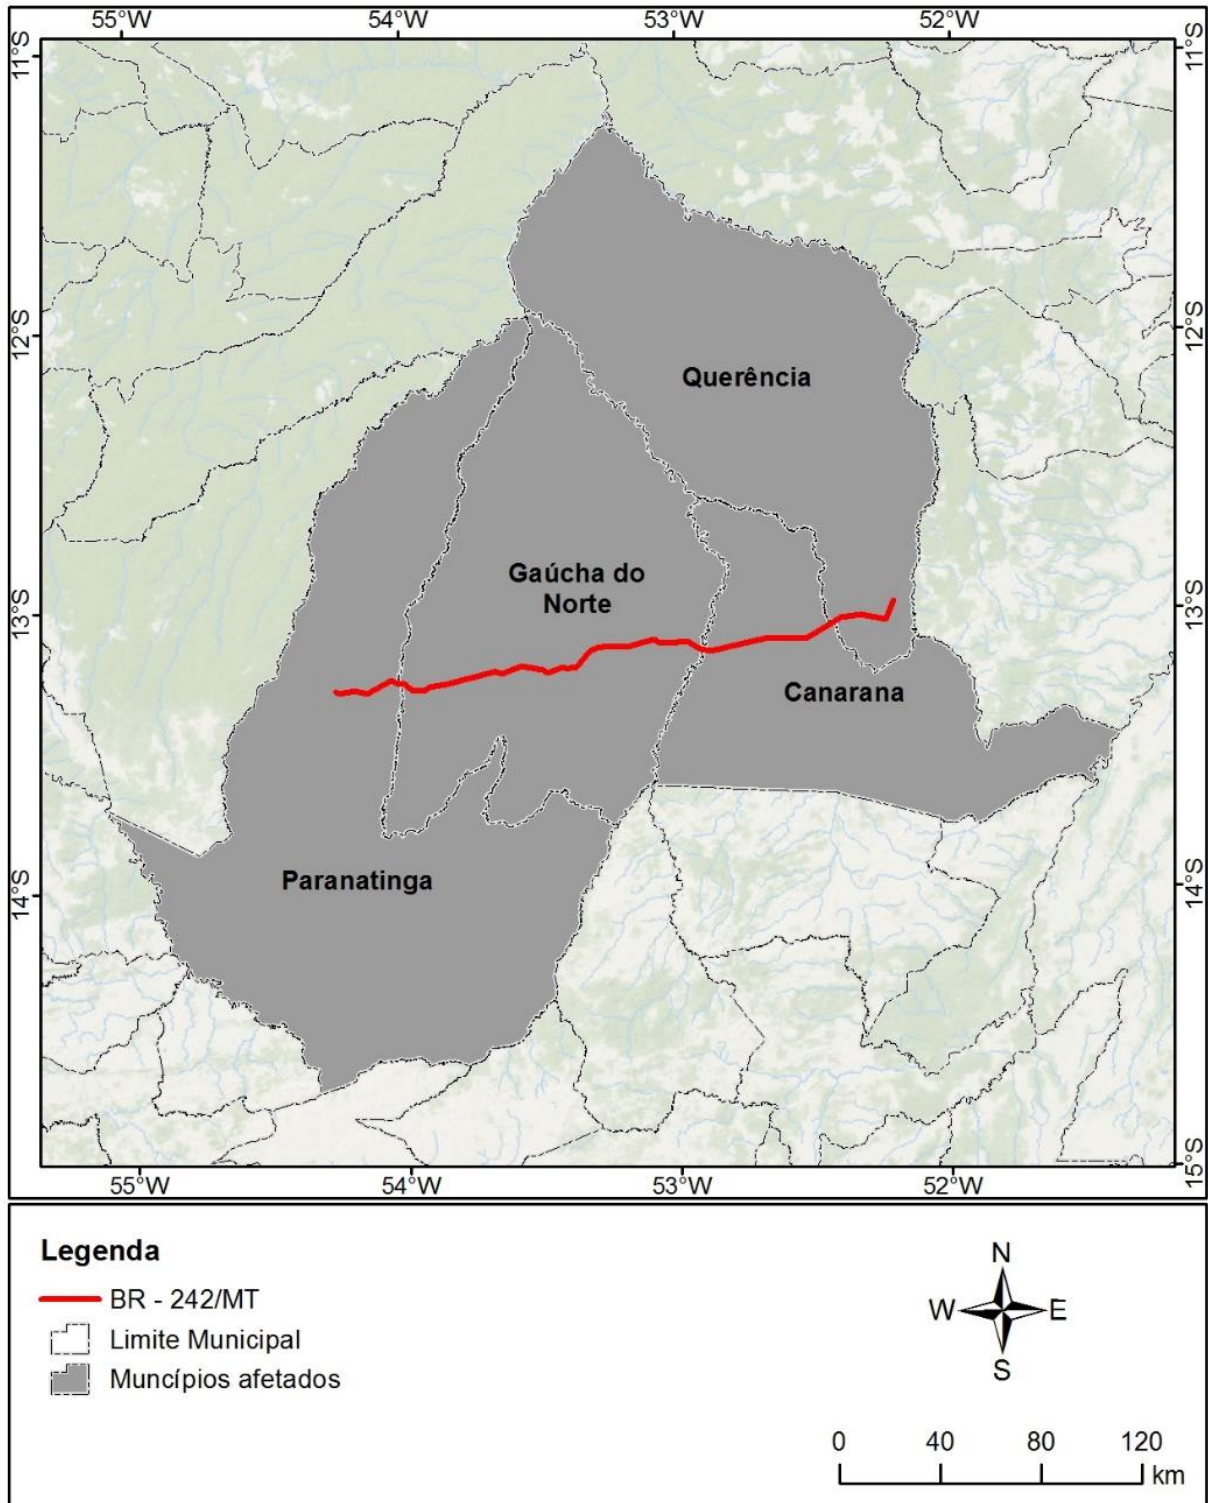 55°W 54°W 53°W 52°W
11°S 11°S
12°S 12°S
Querência
Gaúcha do
Norte
13°S 13°S
Canarana
Paranatinga
14°S 14°S
15°S
55°W 54°W 53°W 52°W
Legenda
BR - 242/MT
Limite Municipal
Muncípios afetados
N
W E
S
0 40 80 120
km